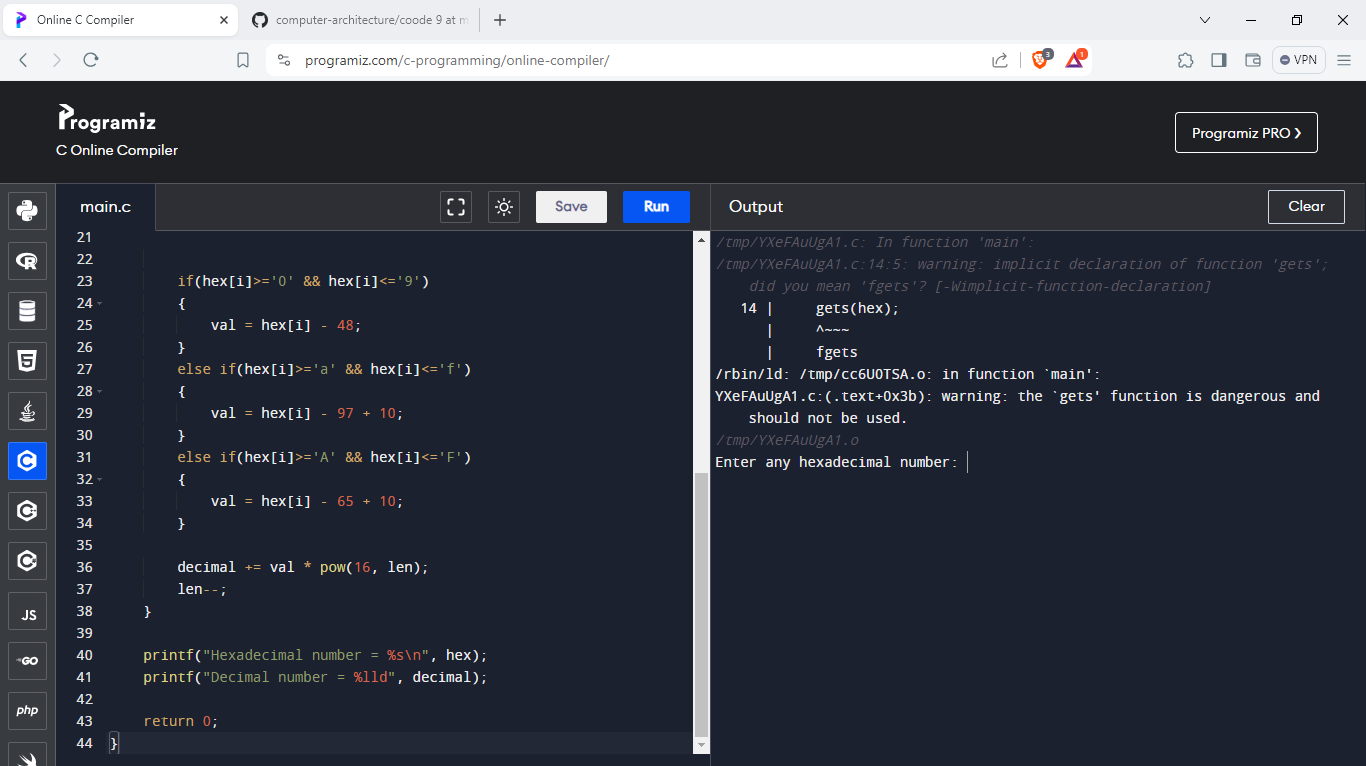 Online C Compiler
computer-architecture/coode 9 at m
programiz.com/c-programming/online-compiler/
3
1
VPN
Programiz
C Online Compiler
Programiz PRO
main.c
Save
Run
Output
Clear
21
22
23 if(hex[i]>='0' && hex[i]<='9')
24 {
25 val = hex[i] - 48;
26 }
27 else if(hex[i]>='a' && hex[i]<='f')
28 {
29 val = hex[i] - 97 + 10;
30 }
31 else if(hex[i]>='A' && hex[i]<='F')
32 {
33 val = hex[i] - 65 + 10;
34 }
35
36 decimal += val * pow(16, len);
37 len--;
38 }
39
40 printf("Hexadecimal number = %s\n", hex);
41 printf("Decimal number = %lld", decimal);
42
43 return 0;
44 }
/tmp/YXeFAuUgA1.c: In function 'main':
/tmp/YXeFAuUgA1.c:14:5: warning: implicit declaration of function 'gets';
did you mean 'fgets'? [-Wimplicit-function-declaration]
14 | gets(hex);
| ^~~~
| fgets
/rbin/ld: /tmp/cc6UOTSA.o: in function `main':
YXeFAuUgA1.c:(.text+0x3b): warning: the `gets' function is dangerous and
should not be used.
/tmp/YXeFAuUgA1.o
Enter any hexadecimal number:
R
5
C
C
C
JS
GO
php